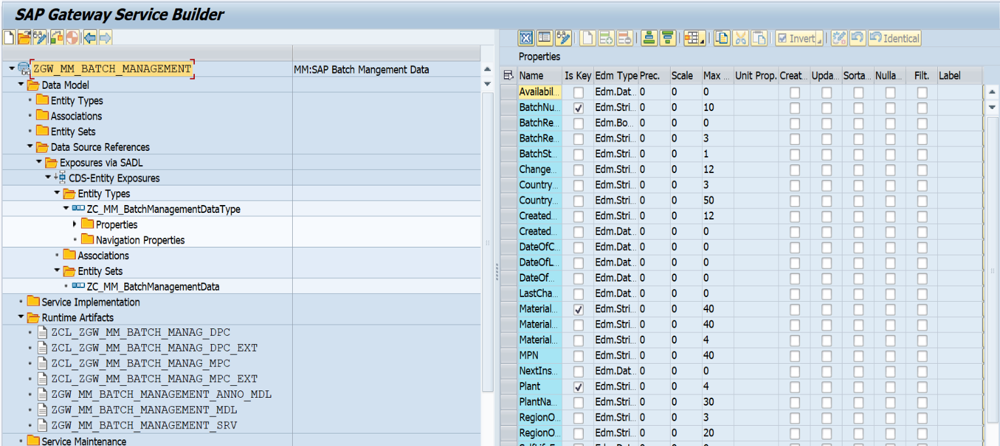 SAP Gateway Service Builder
Invert
Identical
ZGW_MM_BATCH_MANAGEMENT MM:SAP Batch Mangement Data
Data Model
Entity Types
Associations
Entity Sets
Data Source References
Exposures via SADL
CDS-Entity Exposures
Entity Types
ZC_MM_BatchManagementDataType
Properties
Navigation Properties
Associations
Entity Sets
ZC_MM_BatchManagementData
Service Implementation
Runtime Artifacts
ZCL_ZGW_MM_BATCH_MANAG_DPC
ZCL_ZGW_MM_BATCH_MANAG_DPC_EXT
ZCL_ZGW_MM_BATCH_MANAG_MPC
ZCL_ZGW_MM_BATCH_MANAG_MPC_EXT
ZGW_MM_BATCH_MANAGEMENT_ANNO_MDL
ZGW_MM_BATCH_MANAGEMENT_MDL
ZGW_MM_BATCH_MANAGEMENT_SRV
Service Maintenance
Properties
Name Is Key Edm Type Prec. Scale Max ... Unit Prop. Creat... Upda... Sorta... Nulla... Filt. Label
Availabil... Edm.Dat... 0 0 0
BatchNu... Edm.Stri... 0 0 10
BatchRe... Edm.Bo... 0 0 0
BatchRe... Edm.Stri... 0 0 3
BatchSt... Edm.Stri... 0 0 1
Change... Edm.Stri... 0 0 12
Country... Edm.Stri... 0 0 3
Country... Edm.Stri... 0 0 50
Created... Edm.Stri... 0 0 12
Created... Edm.Dat... 0 0 0
DateOfC... Edm.Dat... 0 0 0
DateOfL... Edm.Dat... 0 0 0
DateOf... Edm.Dat... 0 0 0
LastCha... Edm.Dat... 0 0 0
Material... Edm.Stri... 0 0 40
Material... Edm.Stri... 0 0 40
Material... Edm.Stri... 0 0 4
MPN Edm.Stri... 0 0 40
NextIns... Edm.Dat... 0 0 0
Plant Edm.Stri... 0 0 4
PlantNa... Edm.Stri... 0 0 30
RegionO... Edm.Stri... 0 0 3
RegionO... Edm.Stri... 0 0 20